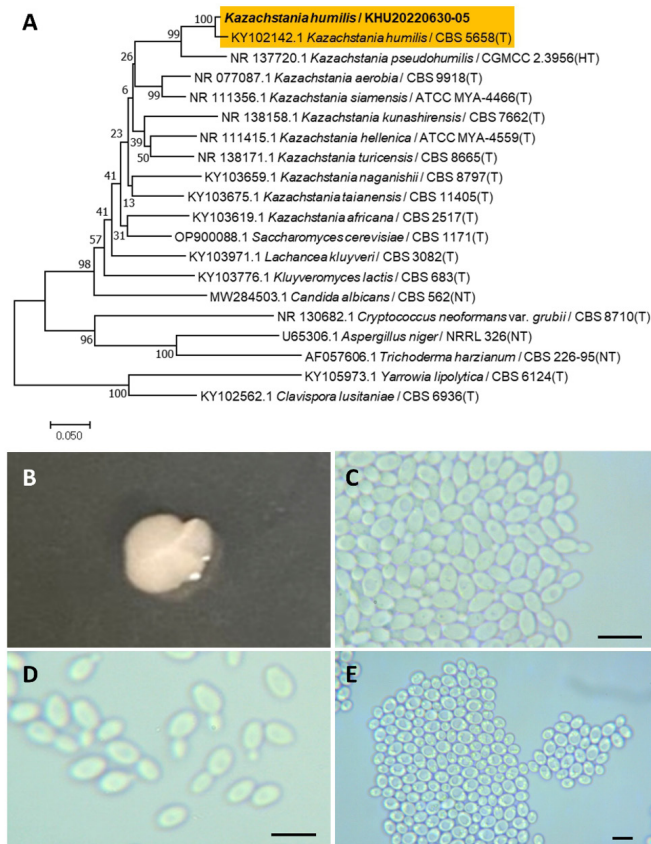 A
100
Kazachstania humilis / KHU20220630-05
KY102142.1 Kazachstania humilis / CBS 5658(T)
99
NR 137720.1 Kazachstania pseudohumilis / CGMCC 2.3956(HT)
26
NR 077087.1 Kazachstania aerobia / CBS 9918(T)
99
NR 111356.1 Kazachstania siamensis / ATCC MYA-4466(T)
6
NR 138158.1 Kazachstania kunashirensis / CBS 7662(T)
23
39
NR 111415.1 Kazachstania hellenica / ATCC MYA-4559(T)
50
NR 138171.1 Kazachstania turicensis / CBS 8665(T)
41
KY103659.1 Kazachstania naganishii / CBS 8797(T)
13
KY103675.1 Kazachstania taianensis / CBS 11405(T)
41
KY103619.1 Kazachstania africana / CBS 2517(T)
31
OP900088.1 Saccharomyces cerevisiae / CBS 1171(T)
57
KY103971.1 Lachancea kluyveri / CBS 3082(T)
98
KY103776.1 Kluyveromyces lactis / CBS 683(T)
MW284503.1 Candida albicans / CBS 562(NT)
NR 130682.1 Cryptococcus neoformans var. grubii / CBS 8710(T)
96
U65306.1 Aspergillus niger / NRRL 326(NT)
100
AF057606.1 Trichoderma harzianum / CBS 226-95(NT)
KY105973.1 Yarrowia lipolytica / CBS 6124(T)
100
KY102562.1 Clavispora lusitaniae / CBS 6936(T)
0.050
B
C
D
E